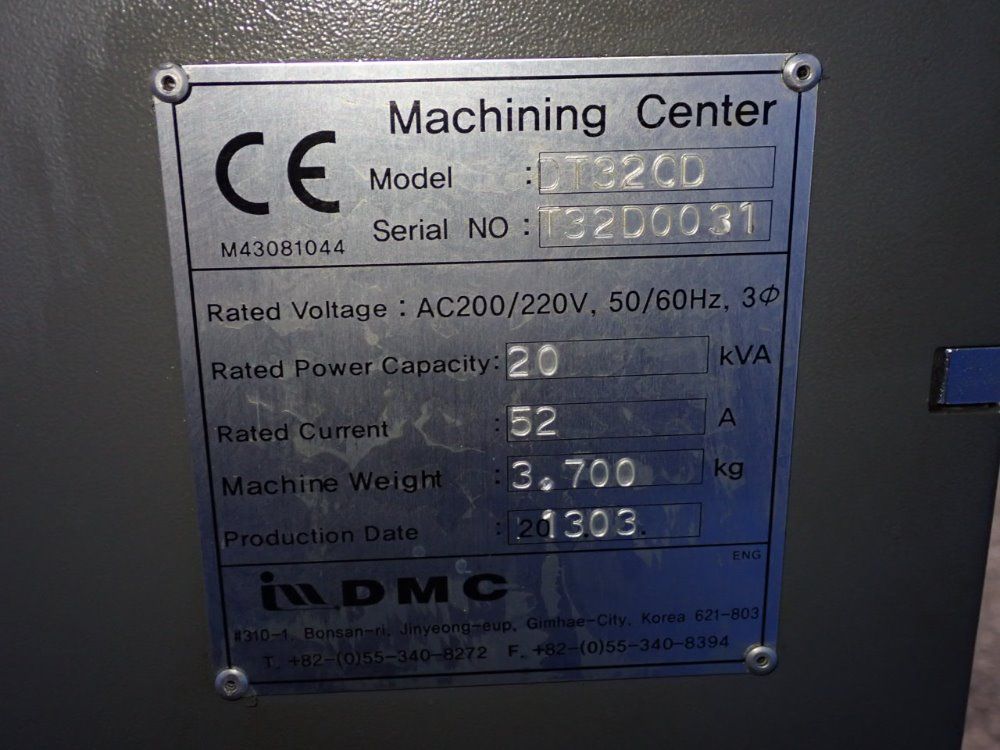 Machining Center
CE
Model : DT32CD
Serial NO : T32D0031
M43081044
Rated Voltage : AC200/220V, 50/60Hz, 3Φ
Rated Power Capacity: 20 kVA
Rated Current : 52 A
Machine Weight : 3.700 kg
Production Date : 201303.
ENG
DMC
#310-1, Bonsan-ri, Jinyeong-eup, Gimhae-City, Korea 621-803
T. +82-(0)55-340-8272 F. +82-(0)55-340-8394